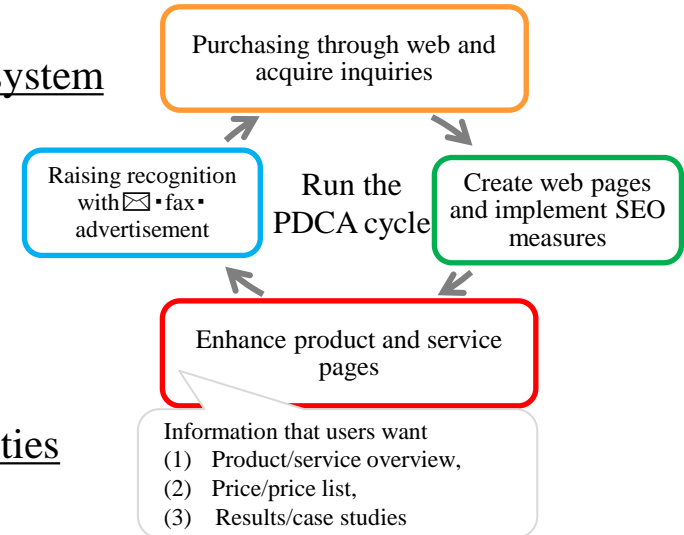 Purchasing through web and
acquire inquiries
system
Raising recognition
with✉▪fax▪
advertisement
Run the
PDCA cycle
Create web pages
and implement SEO
measures
Enhance product and service
pages
ties
Information that users want
(1) Product/service overview,
(2) Price/price list,
(3) Results/case studies